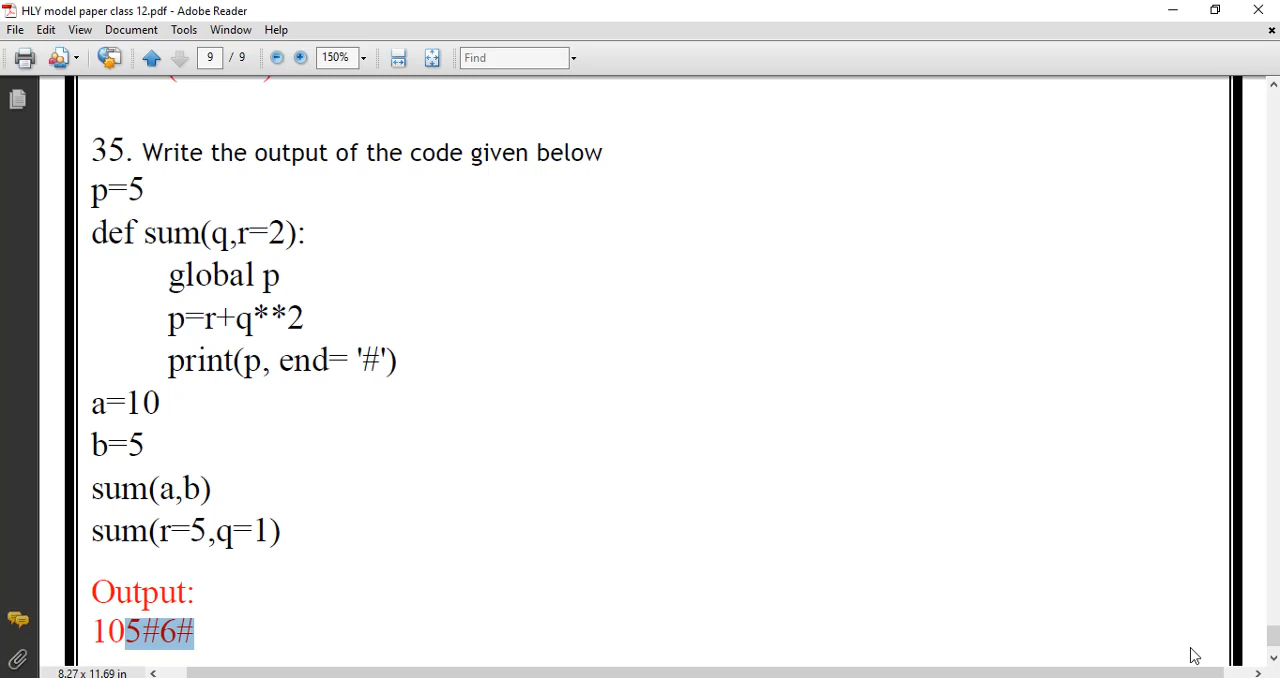 HLY model paper class 12.pdf - Adobe Reader
File Edit View Document Tools Window Help
9 / 9 150% Find
35. Write the output of the code given below
p=5
def sum(q,r=2):
global p
p=r+q**2
print(p, end= '#')
a=10
b=5
sum(a,b)
sum(r=5,q=1)
Output:
105#6#
8.27 x 11.69 in